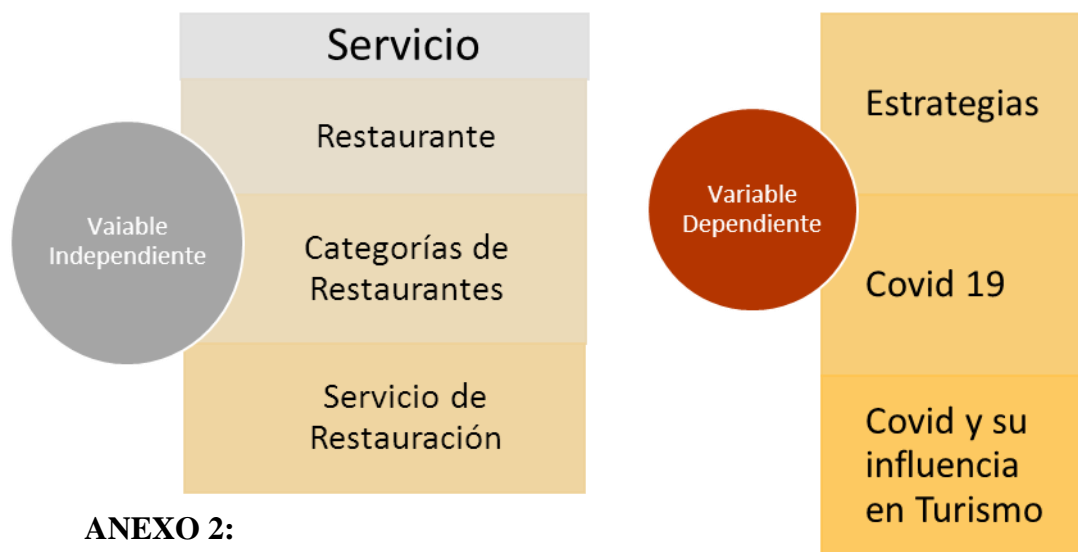 Servicio
Restaurante
Categorías de
Restaurantes
Servicio de
Restauración
Vaiable
Independiente
Variable
Dependiente
Estrategias
Covid 19
Covid y su
influencia
en Turismo
ANEXO 2: